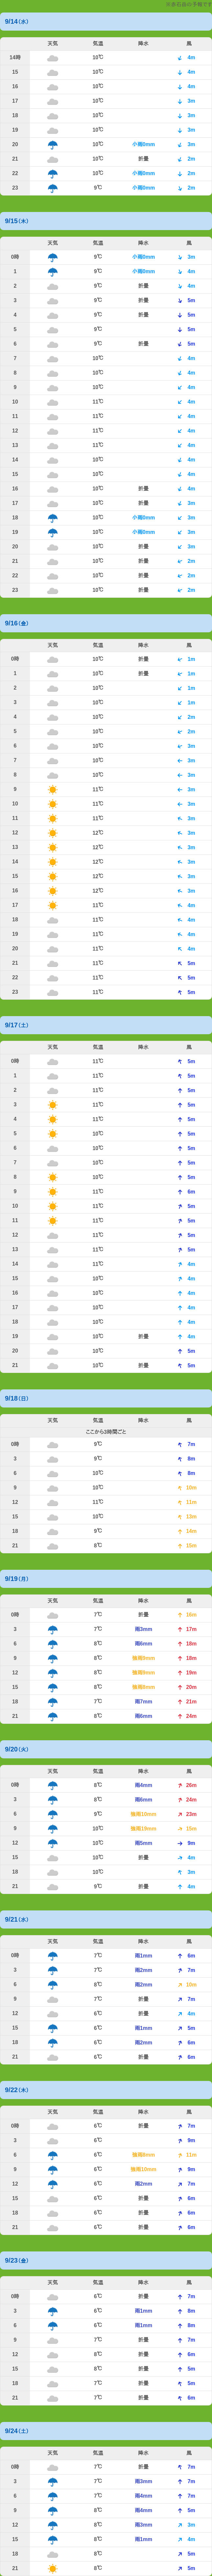 9/14(水)
天気 気温 降水 風
14時 10℃ 4m
15 10℃ 4m
16 10℃ 4m
17 10℃ 3m
18 10℃ 3m
19 10℃ 3m
20 10℃ 小雨0mm 3m
21 10℃ 折畳 2m
22 10℃ 小雨0mm 2m
23 9℃ 小雨0mm 2m
9/15(木)
天気 気温 降水 風
0時 9℃ 小雨0mm 3m
1 9℃ 小雨0mm 4m
2 9℃ 折畳 4m
3 9℃ 折畳 5m
4 9℃ 折畳 5m
5 9℃ 5m
6 9℃ 折畳 5m
7 10℃ 4m
8 10℃ 4m
9 10℃ 4m
10 11℃ 4m
11 11℃ 4m
12 11℃ 4m
13 11℃ 4m
14 10℃ 4m
15 10℃ 4m
16 10℃ 折畳 4m
17 10℃ 折畳 3m
18 10℃ 小雨0mm 3m
19 10℃ 小雨0mm 3m
20 10℃ 折畳 3m
21 10℃ 折畳 2m
22 10℃ 折畳 2m
23 10℃ 折畳 2m
9/16(金)
天気 気温 降水 風
0時 10℃ 折畳 1m
1 10℃ 折畳 1m
2 10℃ 1m
3 10℃ 1m
4 10℃ 2m
5 10℃ 2m
6 10℃ 3m
7 10℃ 3m
8 10℃ 3m
9 11℃ 3m
10 11℃ 3m
11 11℃ 3m
12 12℃ 3m
13 12℃ 3m
14 12℃ 3m
15 12℃ 3m
16 12℃ 3m
17 11℃ 4m
18 11℃ 4m
19 11℃ 4m
20 11℃ 4m
21 11℃ 5m
22 11℃ 5m
23 11℃ 5m
9/17(土)
天気 気温 降水 風
0時 11℃ 5m
1 11℃ 5m
2 11℃ 5m
3 11℃ 5m
4 11℃ 5m
5 10℃ 5m
6 10℃ 5m
7 10℃ 5m
8 10℃ 5m
9 11℃ 6m
10 11℃ 5m
11 11℃ 5m
12 11℃ 5m
13 11℃ 5m
14 11℃ 4m
15 10℃ 4m
16 10℃ 4m
17 10℃ 4m
18 10℃ 4m
19 10℃ 折畳 4m
20 10℃ 5m
21 10℃ 折畳 5m
9/18(日)
天気 気温 降水 風
ここから3時間ごと
0時 9℃ 7m
3 9℃ 8m
6 10℃ 8m
9 10℃ 10m
12 11℃ 11m
15 10℃ 13m
18 9℃ 14m
21 8℃ 15m
9/19(月)
天気 気温 降水 風
0時 7℃ 折畳 16m
3 7℃ 雨3mm 17m
6 8℃ 雨6mm 18m
9 8℃ 強雨9mm 18m
12 8℃ 強雨9mm 19m
15 8℃ 強雨8mm 20m
18 7℃ 雨7mm 21m
21 8℃ 雨6mm 24m
9/20(火)
天気 気温 降水 風
0時 8℃ 雨4mm 26m
3 8℃ 雨6mm 24m
6 9℃ 強雨10mm 23m
9 10℃ 強雨19mm 15m
12 10℃ 雨5mm 9m
15 10℃ 折畳 4m
18 10℃ 3m
21 9℃ 折畳 4m
9/21(水)
天気 気温 降水 風
0時 7℃ 雨1mm 6m
3 7℃ 雨2mm 7m
6 8℃ 雨2mm 10m
9 7℃ 折畳 7m
12 6℃ 折畳 4m
15 6℃ 雨1mm 5m
18 6℃ 雨2mm 6m
21 6℃ 折畳 6m
9/22(木)
天気 気温 降水 風
0時 6℃ 折畳 7m
3 6℃ 9m
6 6℃ 強雨8mm 11m
9 6℃ 強雨10mm 9m
12 6℃ 雨2mm 7m
15 6℃ 折畳 6m
18 6℃ 折畳 6m
21 6℃ 折畳 6m
9/23(金)
天気 気温 降水 風
0時 6℃ 折畳 7m
3 6℃ 雨1mm 8m
6 6℃ 雨1mm 8m
9 7℃ 折畳 7m
12 8℃ 折畳 6m
15 8℃ 折畳 5m
18 7℃ 折畳 5m
21 7℃ 折畳 6m
9/24(土)
天気 気温 降水 風
0時 7℃ 折畳 7m
3 7℃ 雨3mm 7m
6 8℃ 雨4mm 7m
9 8℃ 雨4mm 5m
12 8℃ 雨3mm 3m
15 8℃ 雨1mm 4m
18 8℃ 5m
21 8℃ 5m